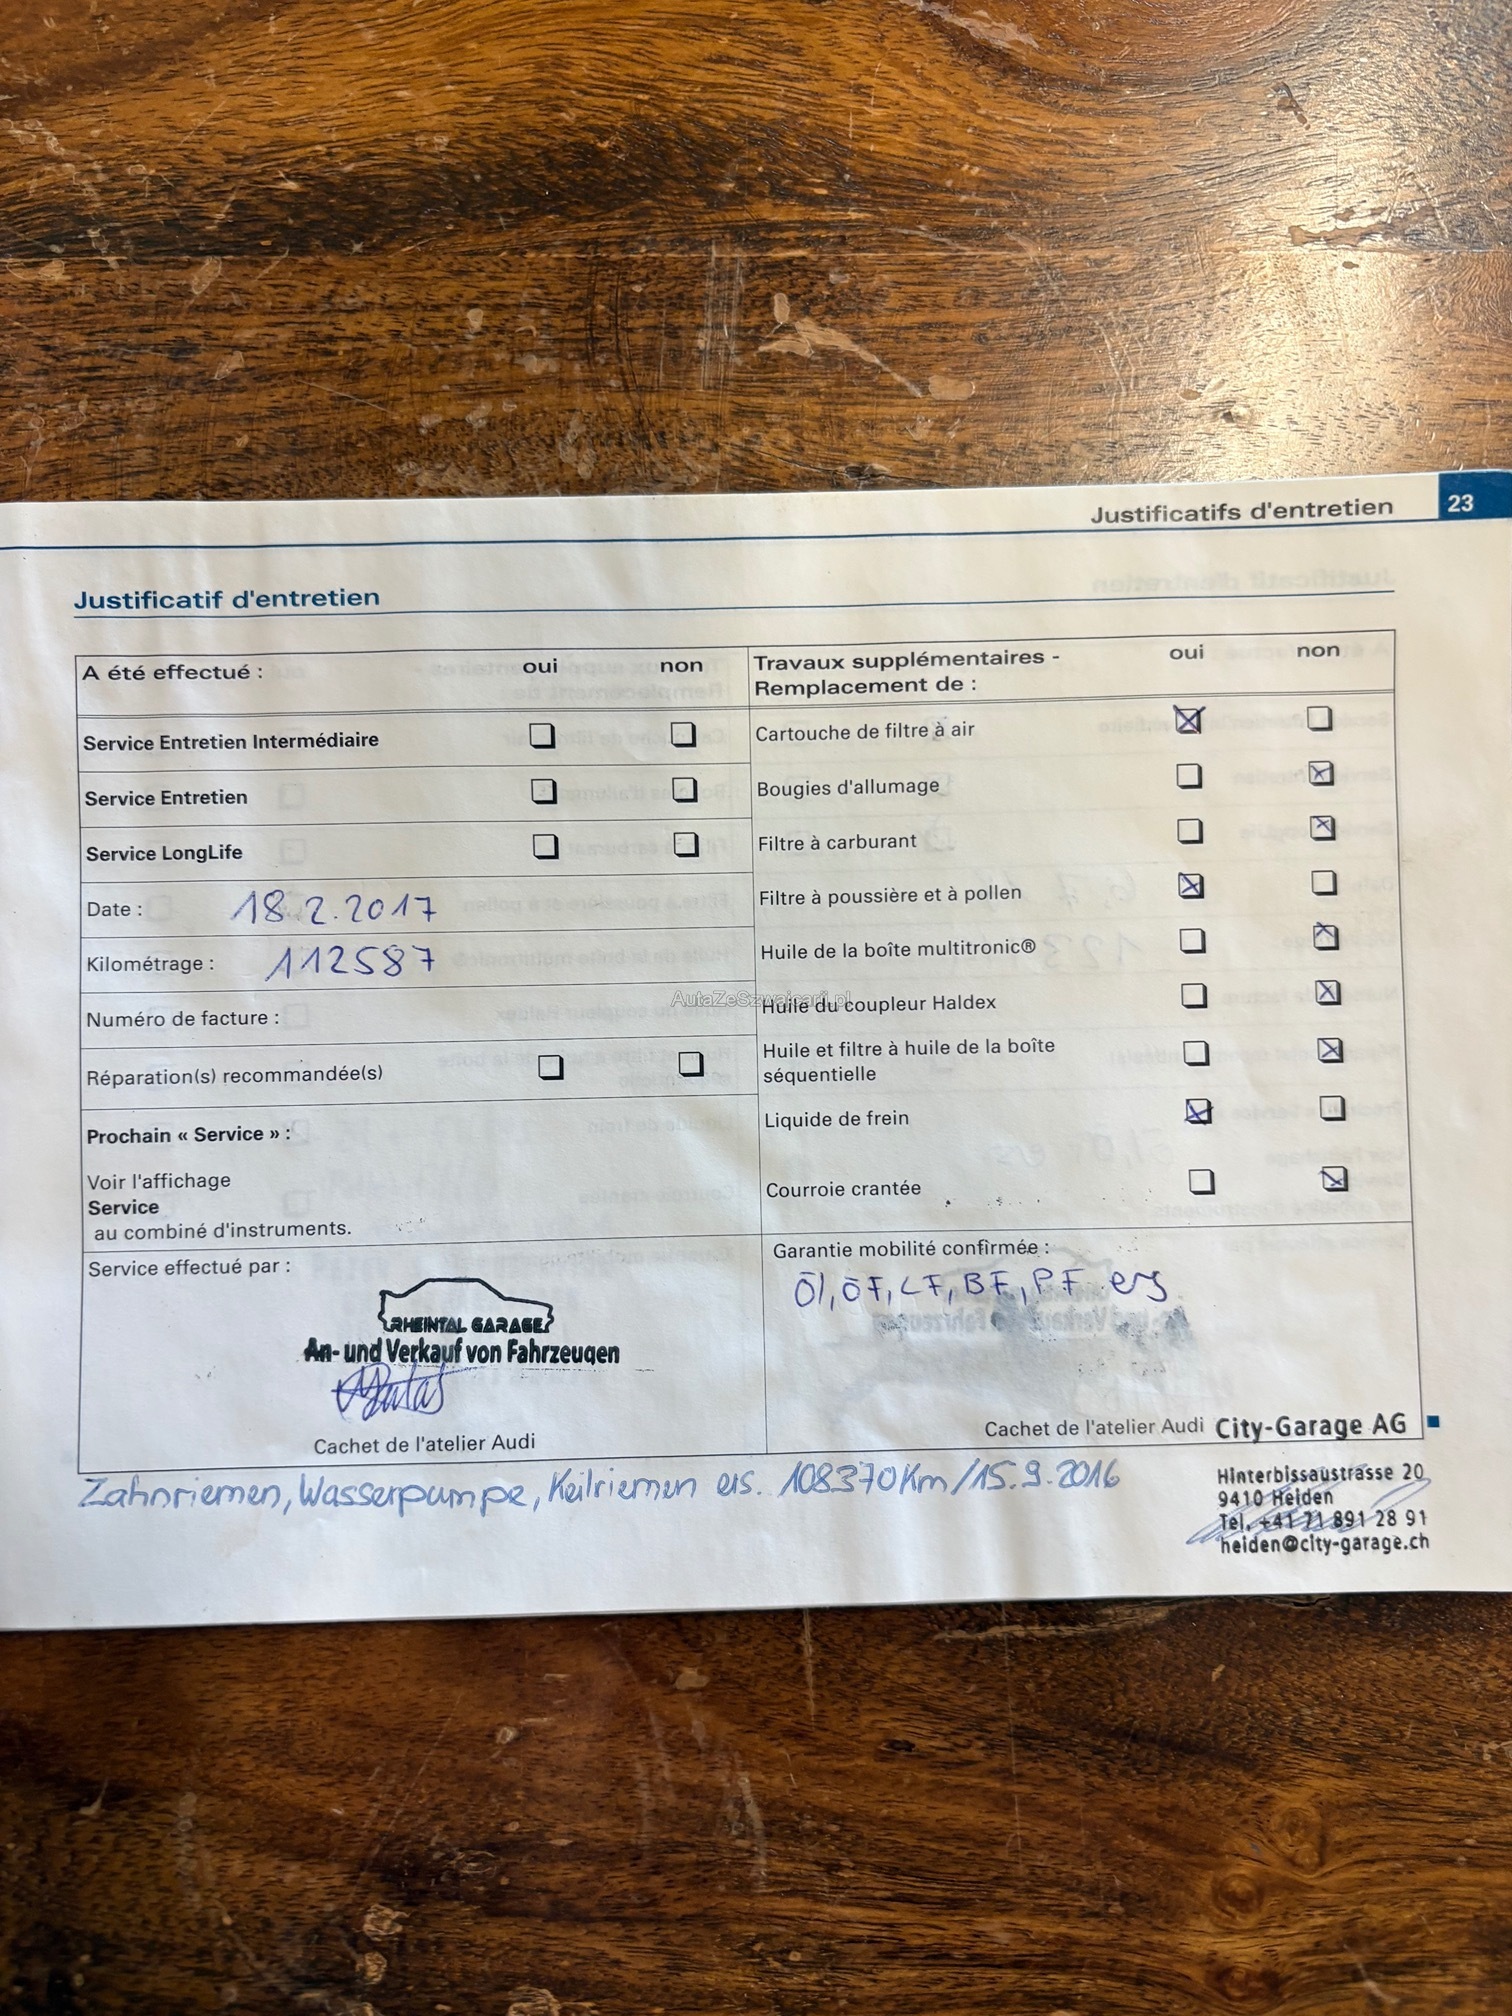 Justificatifs d'entretien 23
Justificatif d'entretien
A été effectué : oui non
Service Entretien Intermédiaire
Service Entretien
Service LongLife
Date : 18.2.2017
Kilométrage : 112587
Numéro de facture :
Réparation(s) recommandée(s)
Prochain « Service » :
Voir l'affichage
Service
au combiné d'instruments.
Service effectué par :
RHEINTAL GARAGE
An- und Verkauf von Fahrzeugen
Cachet de l'atelier Audi
Travaux supplémentaires - oui non
Remplacement de :
Cartouche de filtre à air
Bougies d'allumage
Filtre à carburant
Filtre à poussière et à pollen
Huile de la boîte multitronic®
Huile du coupleur Haldex
Huile et filtre à huile de la boîte
séquentielle
Liquide de frein
Courroie crantée
Garantie mobilité confirmée :
Öl, ÖF, LF, BF, PF ers
Cachet de l'atelier Audi City-Garage AG
Hinterbissaustrasse 20
9410 Heiden
Tel. +41 71 891 28 91
heiden@city-garage.ch
Zahnriemen, Wasserpumpe, Keilriemen ers. 108370Km/15.9.2016
AutaZeSzwajcarii.pl